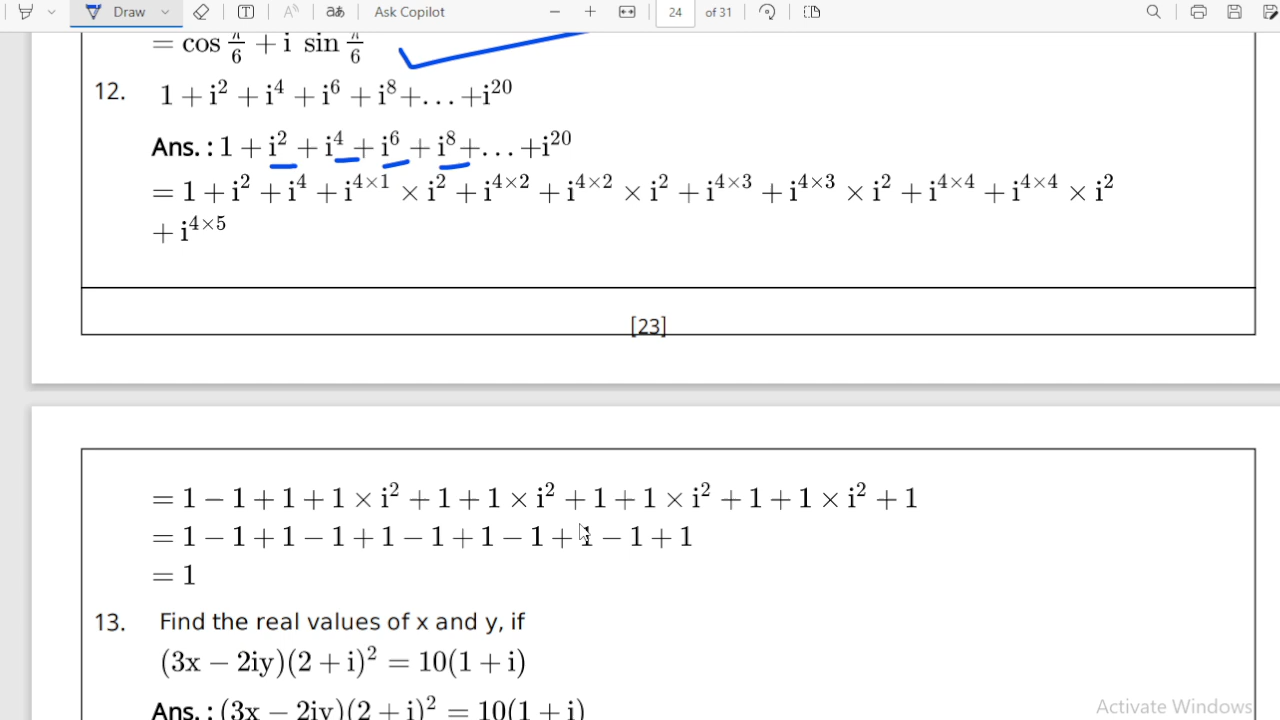 Draw A) aあ Ask Copilot − + 24 of 31
= cos π/6 + i sin π/6
12. 1 + i² + i⁴ + i⁶ + i⁸ +… +i²⁰
Ans. : 1 + i² + i⁴ + i⁶ + i⁸ +… +i²⁰
= 1 + i² + i⁴ + i⁴ˣ¹ × i² + i⁴ˣ² + i⁴ˣ² × i² + i⁴ˣ³ + i⁴ˣ³ × i² + i⁴ˣ⁴ + i⁴ˣ⁴ × i²
+ i⁴ˣ⁵
[23]
= 1 − 1 + 1 + 1 × i² + 1 + 1 × i² + 1 + 1 × i² + 1 + 1 × i² + 1
= 1 − 1 + 1 − 1 + 1 − 1 + 1 − 1 + 1 − 1 + 1
= 1
13. Find the real values of x and y, if
(3x − 2iy)(2 + i)² = 10(1 + i)
Ans. : (3x − 2iy)(2 + i)² = 10(1 + i)
Activate Windows